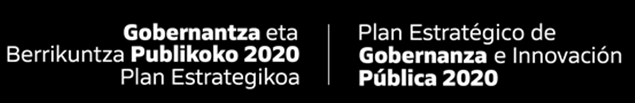 Gobernantza eta
Berrikuntza Publikoko 2020
Plan Estrategikoa
Plan Estratégico de
Gobernanza e Innovación
Pública 2020